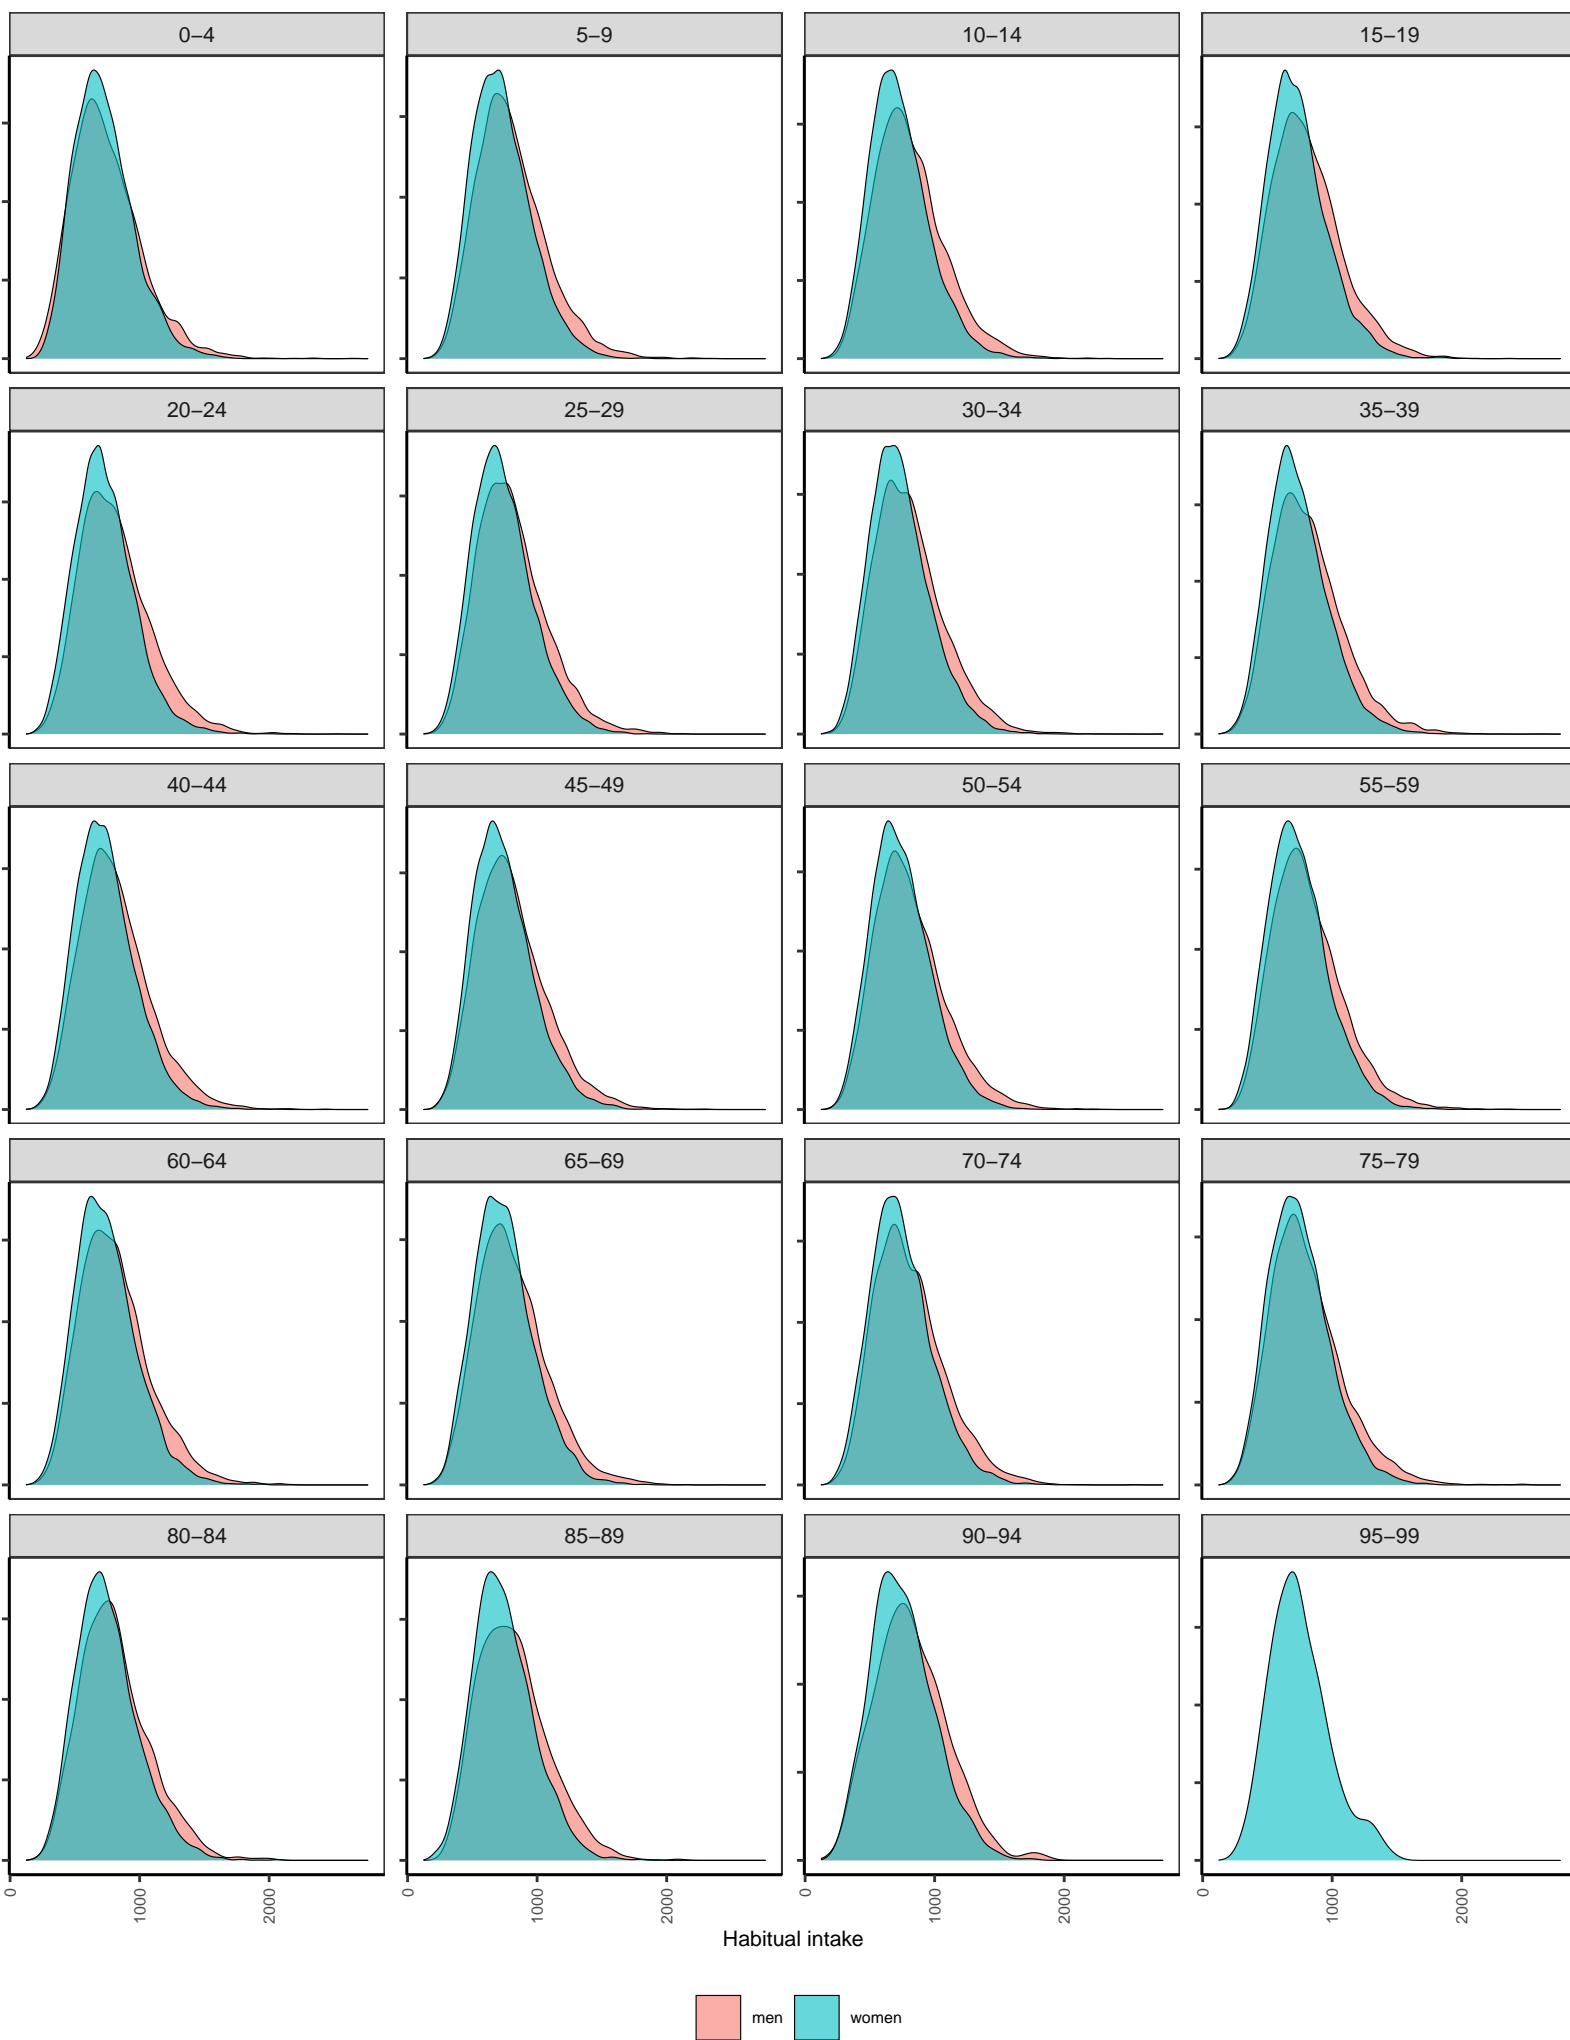 0–4 5–9 10–14 15–19
20–24 25–29 30–34 35–39
40–44 45–49 50–54 55–59
60–64 65–69 70–74 75–79
80–84 85–89 90–94 95–99
0 1000 2000 0 1000 2000 0 1000 2000 0 1000 2000
Habitual intake
men women